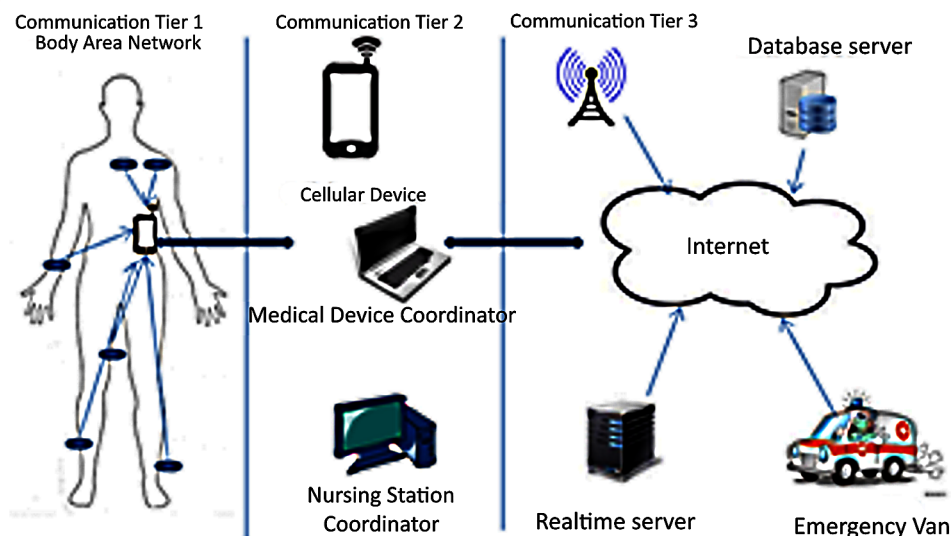 Communication Tier 1
Body Area Network
Communication Tier 2
Cellular Device
Medical Device Coordinator
Nursing Station
Coordinator
Communication Tier 3
Database server
Internet
Realtime server
Emergency Van